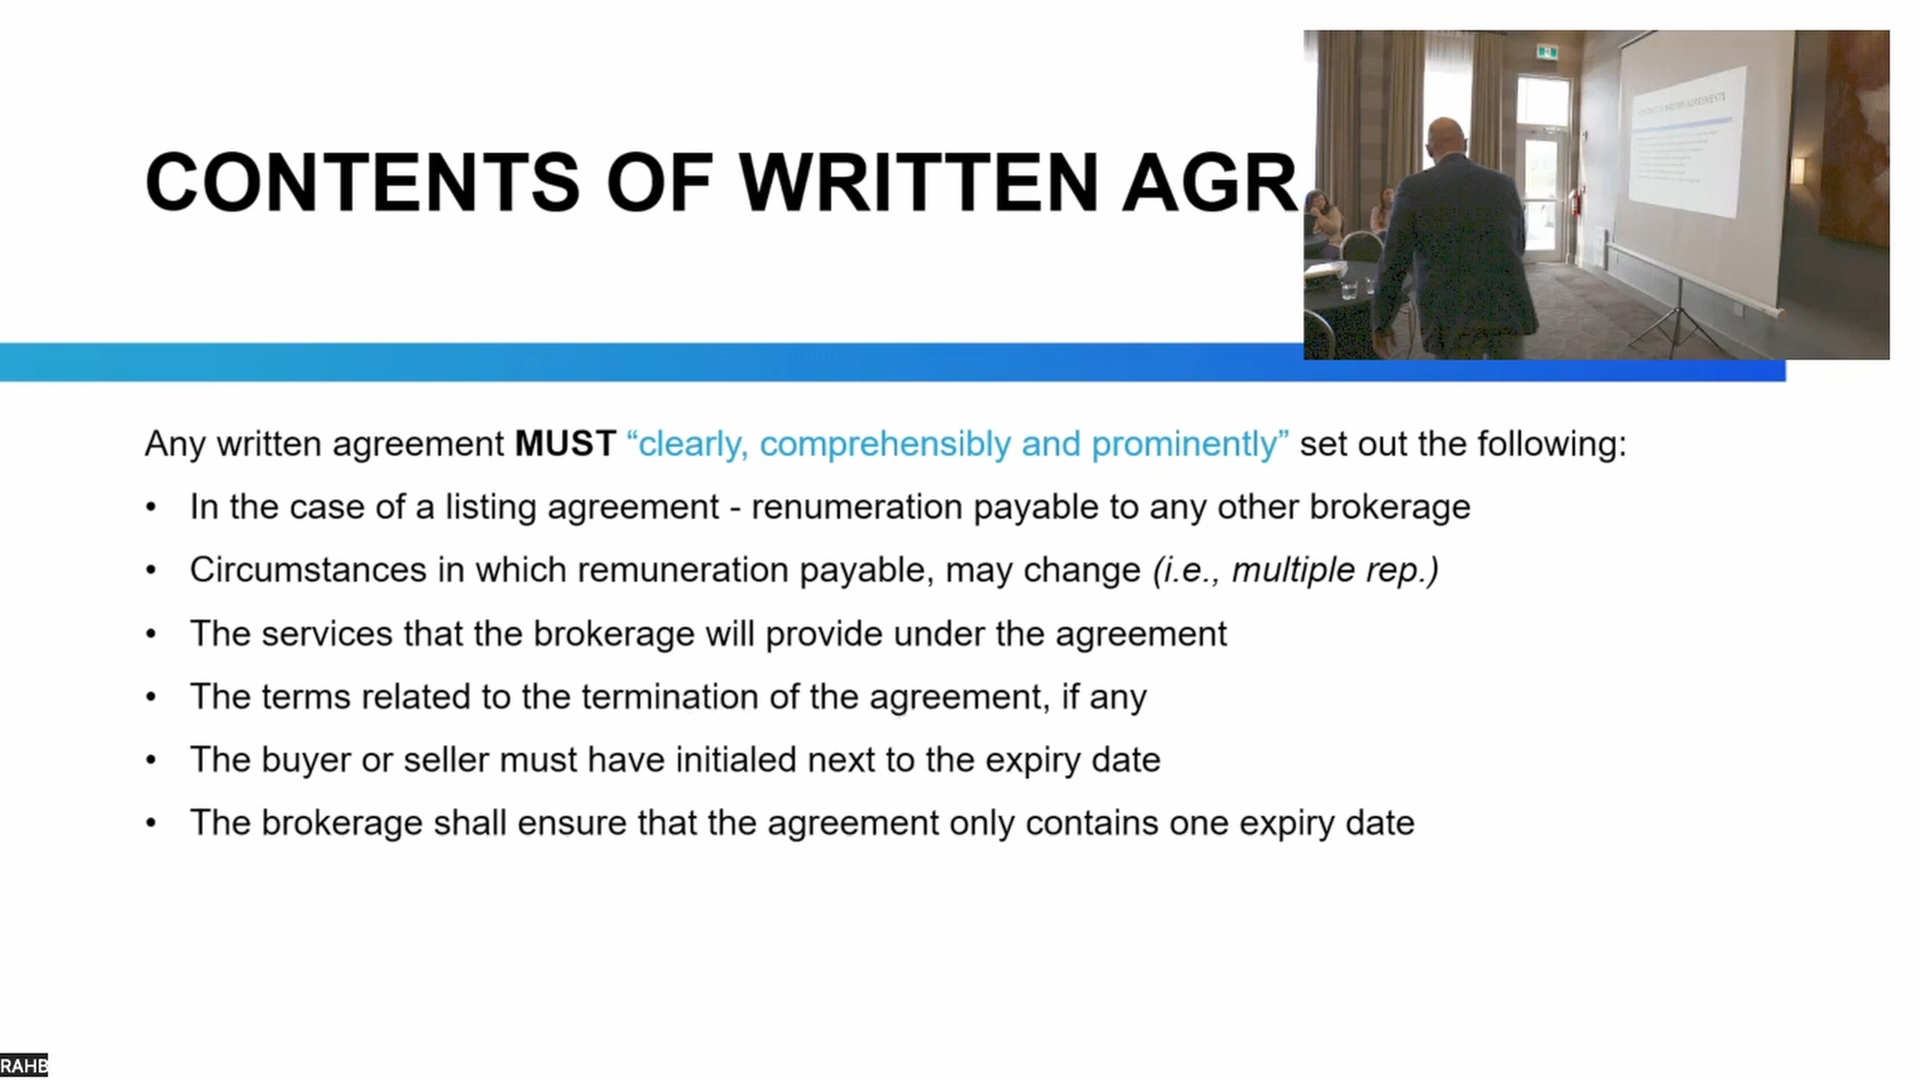 CONTENTS OF WRITTEN AGR
Any written agreement MUST “clearly, comprehensibly and prominently” set out the following:
• In the case of a listing agreement - renumeration payable to any other brokerage
• Circumstances in which remuneration payable, may change (i.e., multiple rep.)
• The services that the brokerage will provide under the agreement
• The terms related to the termination of the agreement, if any
• The buyer or seller must have initialed next to the expiry date
• The brokerage shall ensure that the agreement only contains one expiry date
RAHB